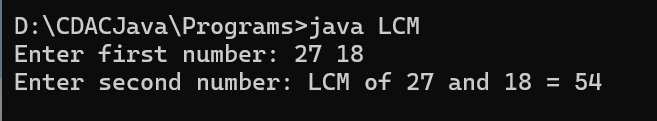 D:\CDACJava\Programs>java LCM
Enter first number: 27 18
Enter second number: LCM of 27 and 18 = 54